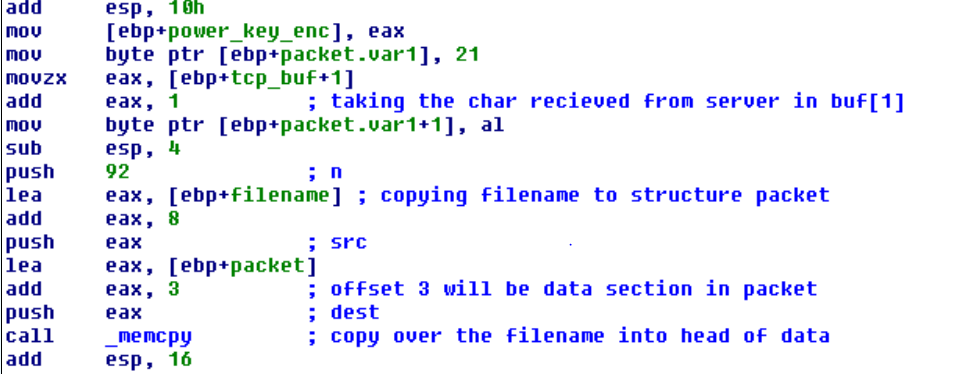 add esp, 10h
mov [ebp+power_key_enc], eax
mov byte ptr [ebp+packet.var1], 21
movzx eax, [ebp+tcp_buf+1]
add eax, 1 ; taking the char recieved from server in buf[1]
mov byte ptr [ebp+packet.var1+1], al
sub esp, 4
push 92 ; n
lea eax, [ebp+filename] ; copying filename to structure packet
add eax, 8
push eax ; src
lea eax, [ebp+packet]
add eax, 3 ; offset 3 will be data section in packet
push eax ; dest
call _memcpy ; copy over the filename into head of data
add esp, 16